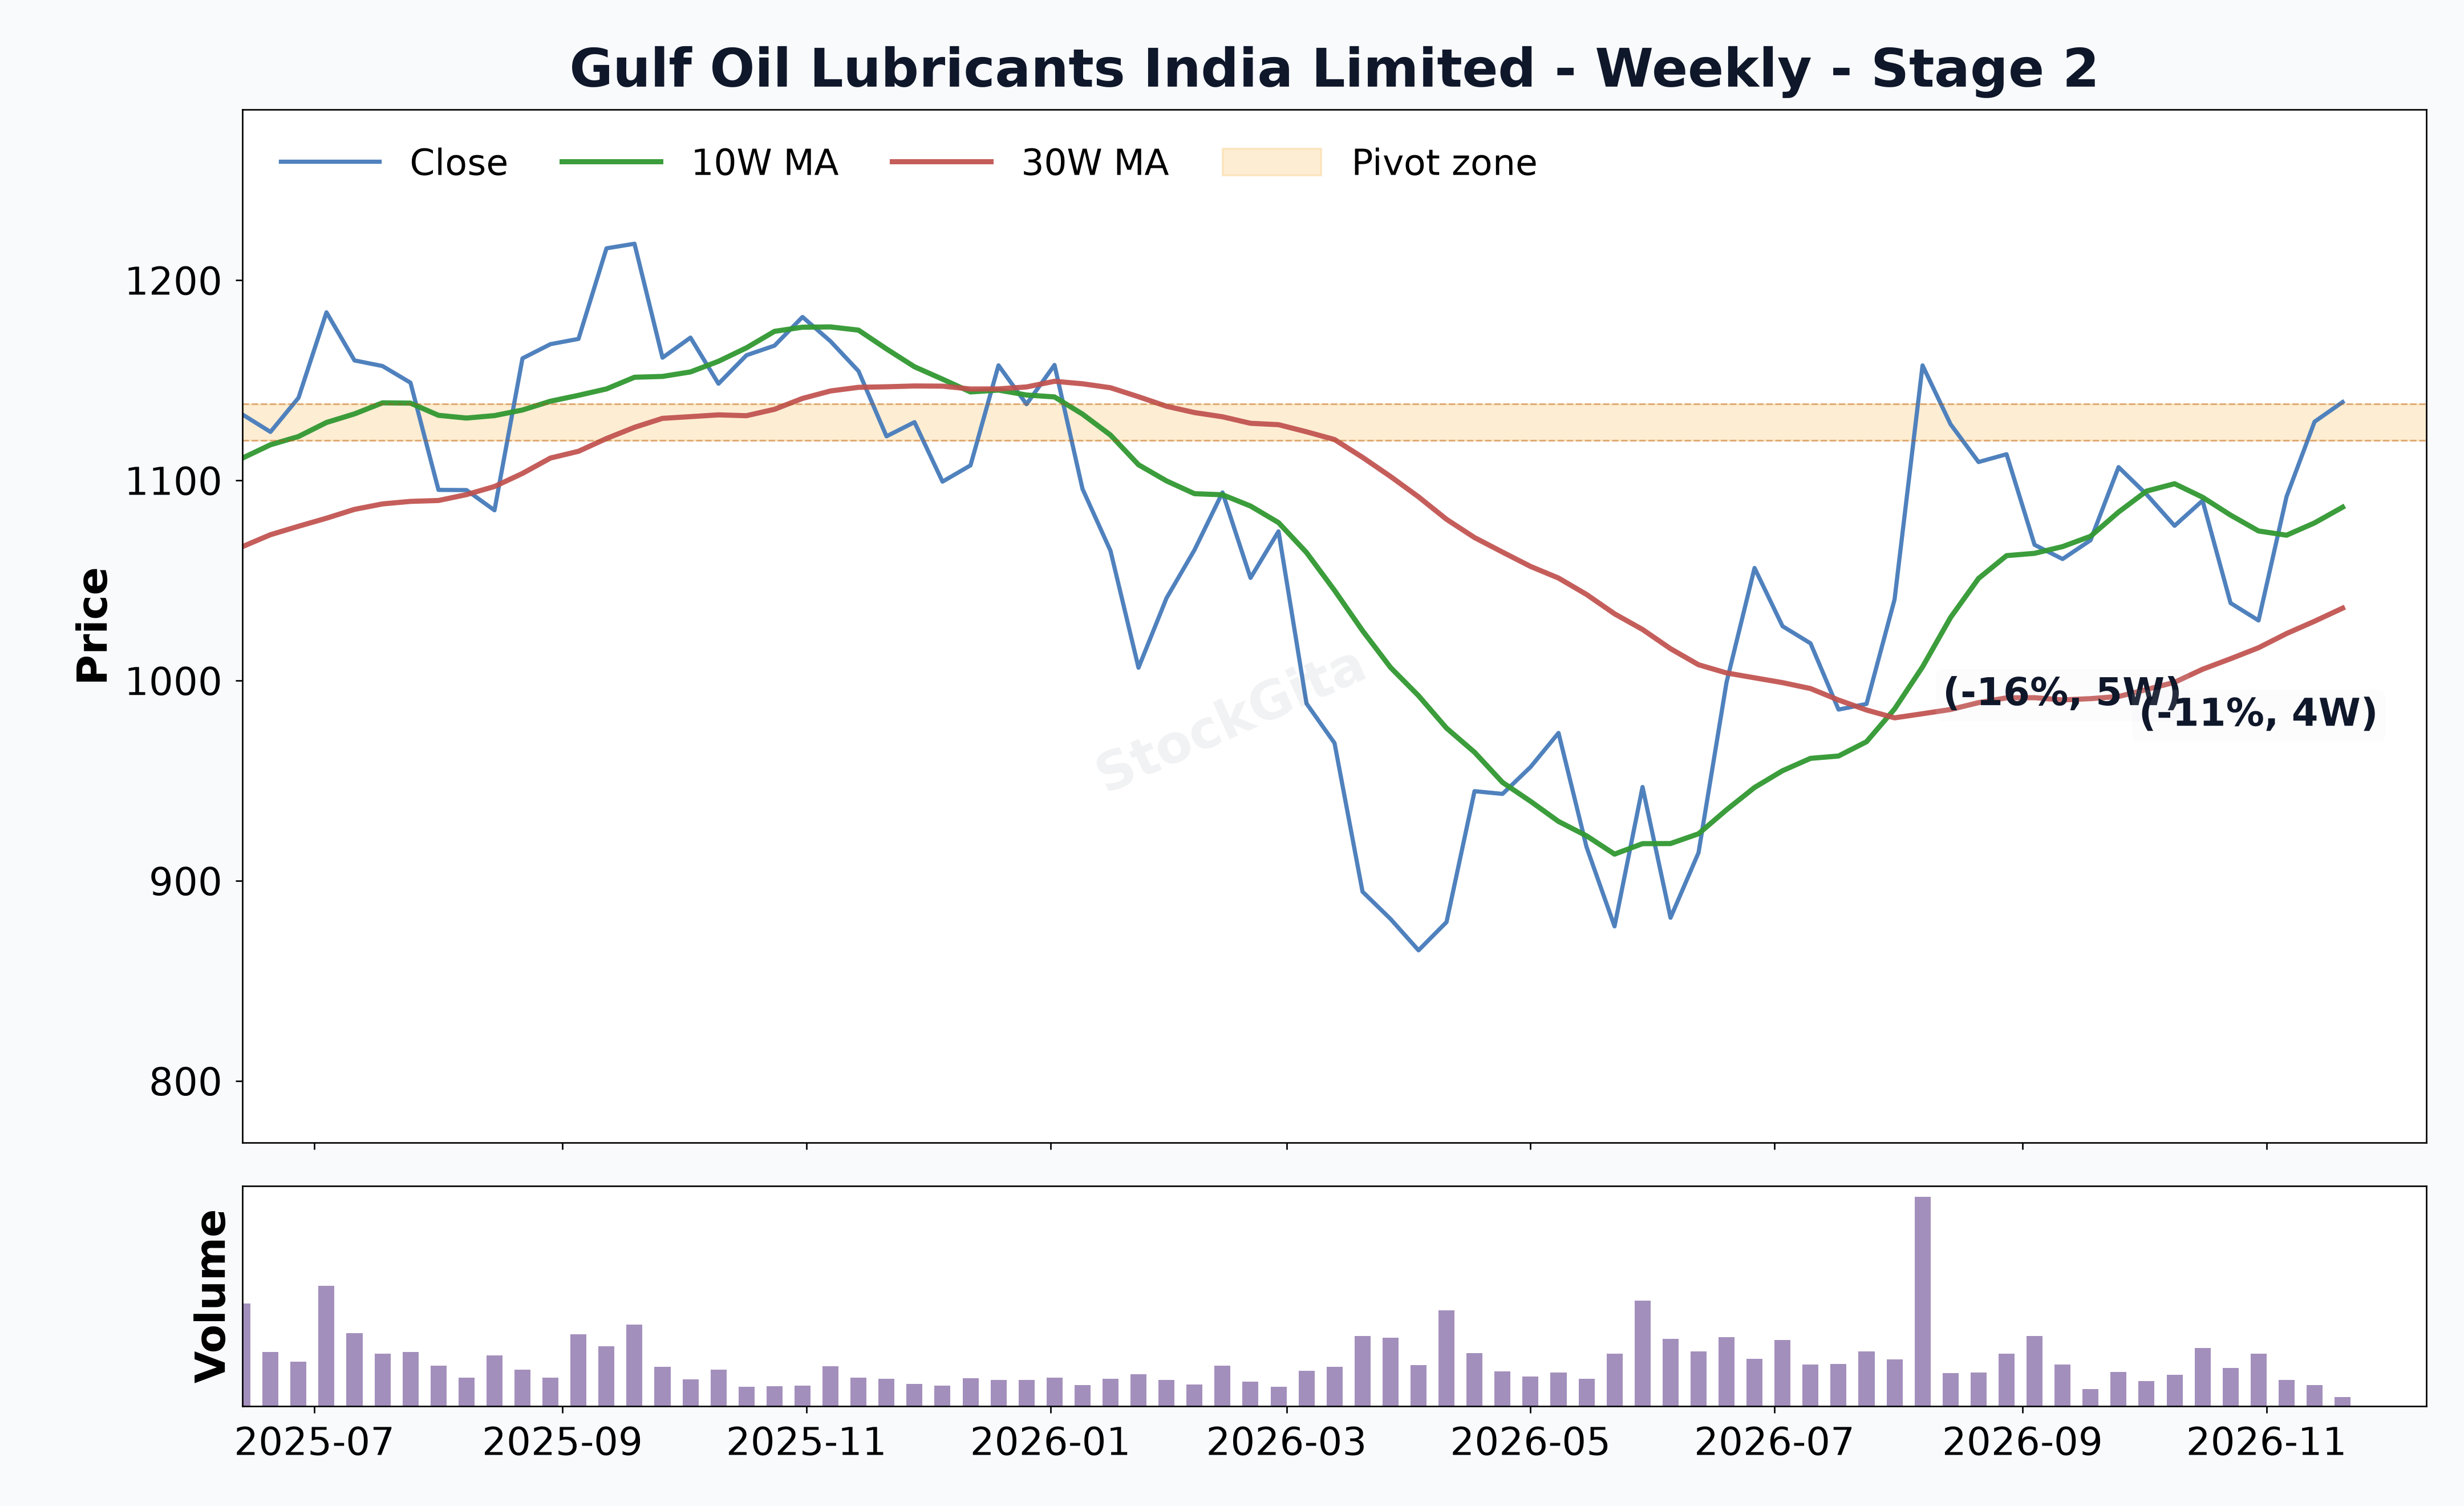 Gulf Oil Lubricants India Limited - Weekly - Stage 2
Close 10W MA 30W MA Pivot zone
Price
1200
1100
1000
900
800
StockGita
(-16%, 5W)
(-11%, 4W)
Volume
2025-07 2025-09 2025-11 2026-01 2026-03 2026-05 2026-07 2026-09 2026-11